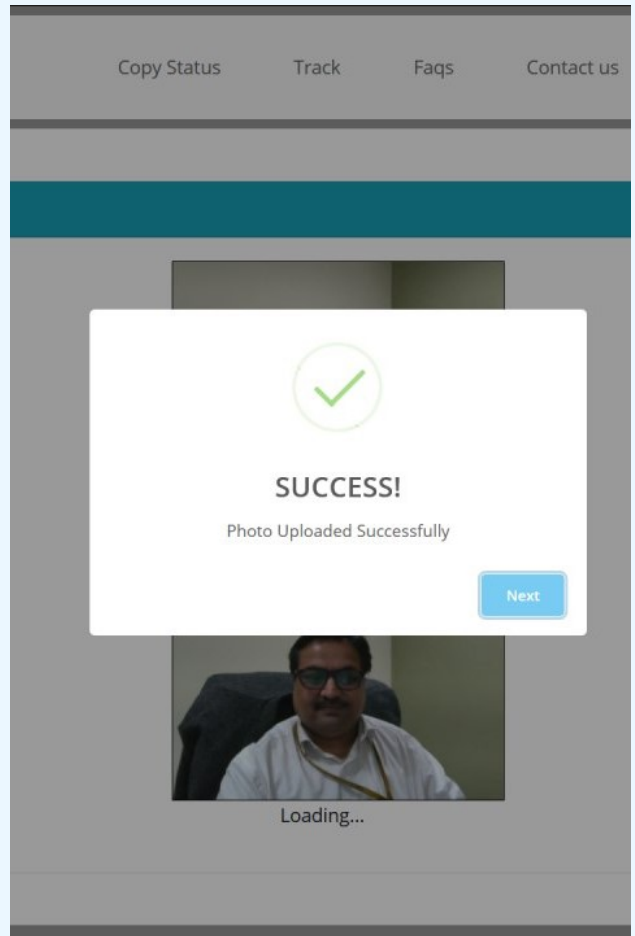 Copy Status Track Faqs Contact us
SUCCESS!
Photo Uploaded Successfully
Next
Loading...